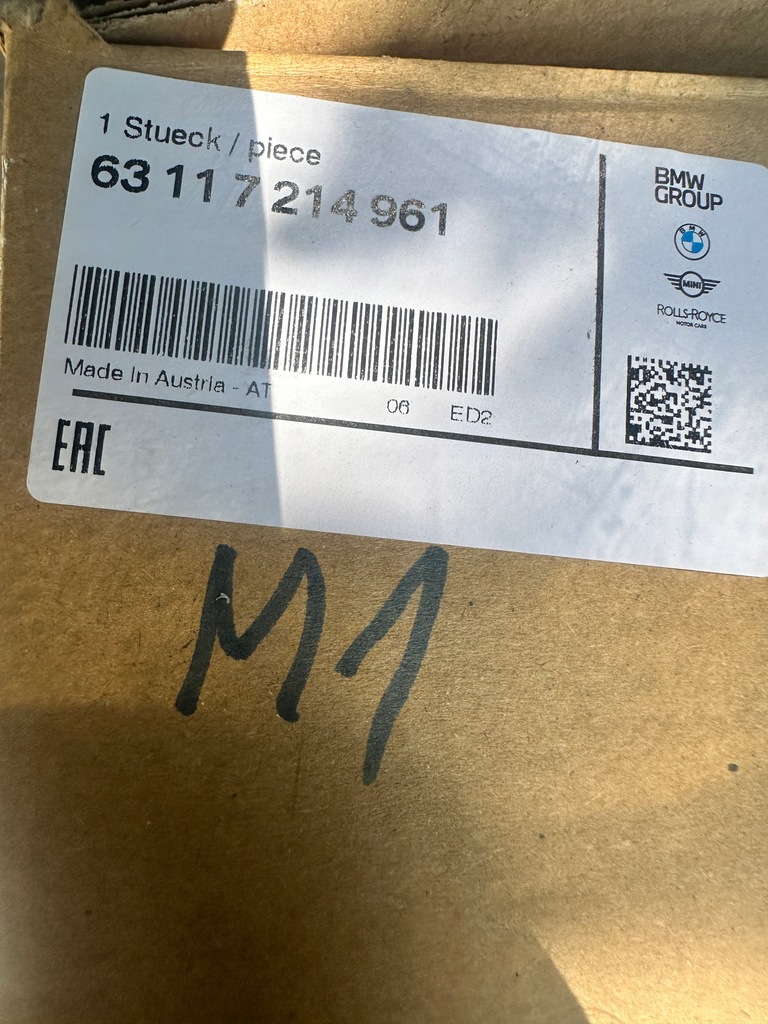 1 Stueck / piece
63 11 7 214 961
Made In Austria - AT
06 ED2
EAC
BMW
GROUP
BMW
MINI
ROLLS-ROYCE
MOTOR CARS
M1